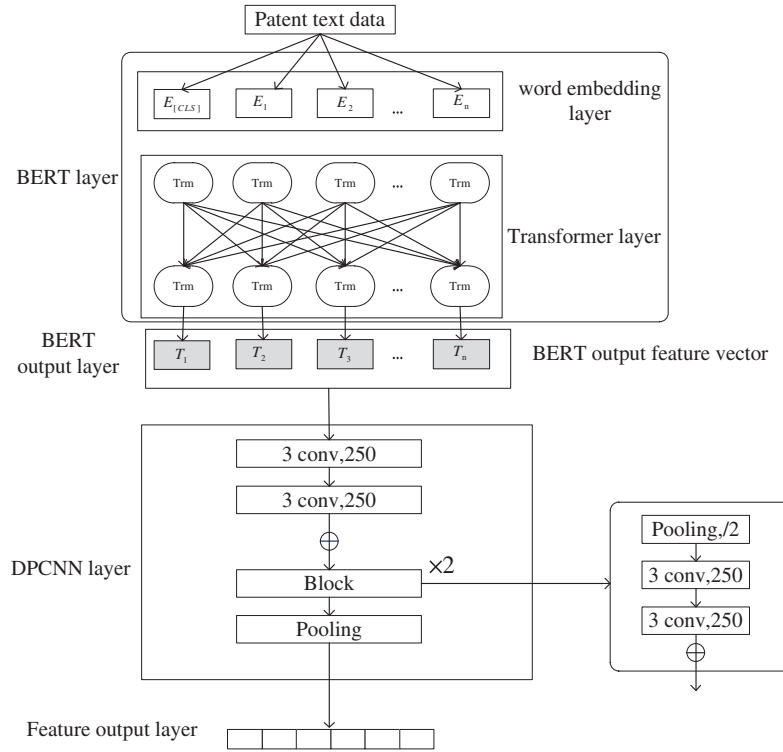 Patent text data
E[CLS] E1 E2 ... En
word embedding
layer
BERT layer
Trm Trm Trm ... Trm
Transformer layer
Trm Trm Trm ... Trm
BERT
output layer
T1 T2 T3 ... Tn
BERT output feature vector
DPCNN layer
3 conv,250
3 conv,250
Block
×2
Pooling
Pooling,/2
3 conv,250
3 conv,250
Feature output layer